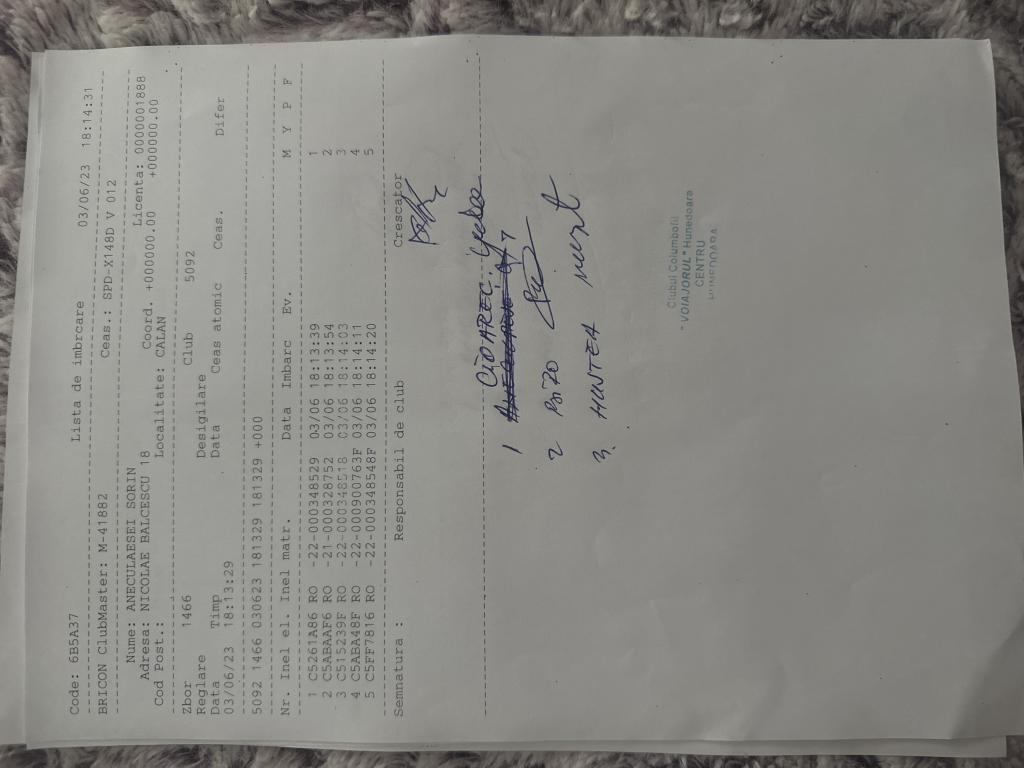 Code: 6B5A37 Lista de imbrcare 03/06/23 18:14:31
BRICON ClubMaster: M-41882 Ceas.: SPD-X148D V 012
Nume: ANECULAESEI SORIN Licenta: 0000001888
Adresa: NICOLAE BALCESCU 18 Coord. +000000.00 +0000000.00
Cod Post.: Localitate: CALAN
Zbor 1466 Club 5092
Reglare Desigilare
Data Timp Data Ceas atomic Ceas. Difer
03/06/23 18:13:29
5092 1466 030623 181329 181329 181329 +000
Nr. Inel el. Inel matr. Data Imbarc Ev. M Y P F
1 C5261A86 RO -22-000348529 03/06 18:13:39 1
2 C5ABAAF6 RO -21-000328752 03/06 18:13:54 2
3 C515239F RO -22-000348518 03/06 18:14:03 3
4 C5ABA48F RO -22-000900763F 03/06 18:14:11 4
5 C5FF7816 RO -22-000348548F 03/06 18:14:20 5
Semnatura : Responsabil de club Crescator
1 CIOAREC
2 POZO
3. HUNTEA
Clubul Columbofil
"VOIAJORUL" Hunedoara
CENTRU
HUNEDOARA